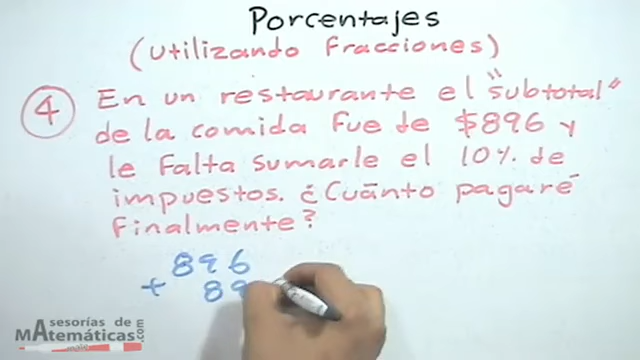 Porcentajes
(utilizando fracciones)
4 En un restaurante el "subtotal"
de la comida fue de $896 y
le falta sumarle el 10% de
impuestos. ¿Cuánto pagaré
finalmente?
896
+ 89
Asesorías de
Matemáticas.com